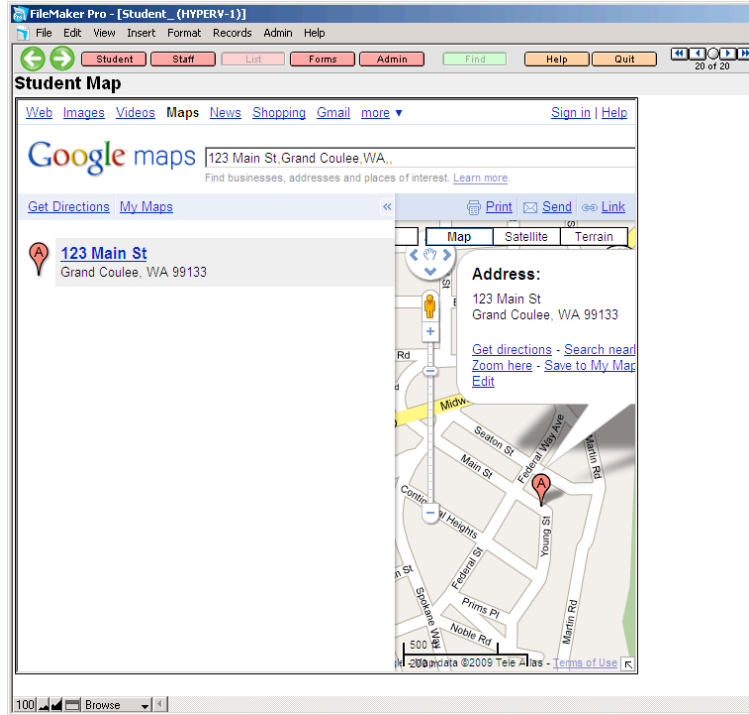 FileMaker Pro - [Student_ (HYPERV-1)]
File Edit View Insert Format Records Admin Help
Student Staff List Forms Admin Find Help Quit
20 of 20
Student Map
Web Images Videos Maps News Shopping Gmail more ▼ Sign in | Help
Google maps
123 Main St,Grand Coulee,WA,,
Find businesses, addresses and places of interest. Learn more.
Get Directions My Maps « Print Send Link
Map Satellite Terrain
A
123 Main St
Grand Coulee, WA 99133
Address:
123 Main St
Grand Coulee, WA 99133
Get directions - Search
Zoom here - Save to My
Edit
St
Rd
Seaton St
Federal Way Ave
Martin Rd
Main St
A
Heights
Young St
Federal St
St
Spokane Way
Prims Pl
Martin Rd
Noble Rd
500 ft
data ©2009 Tele Atlas - Terms of Use
100 Browse